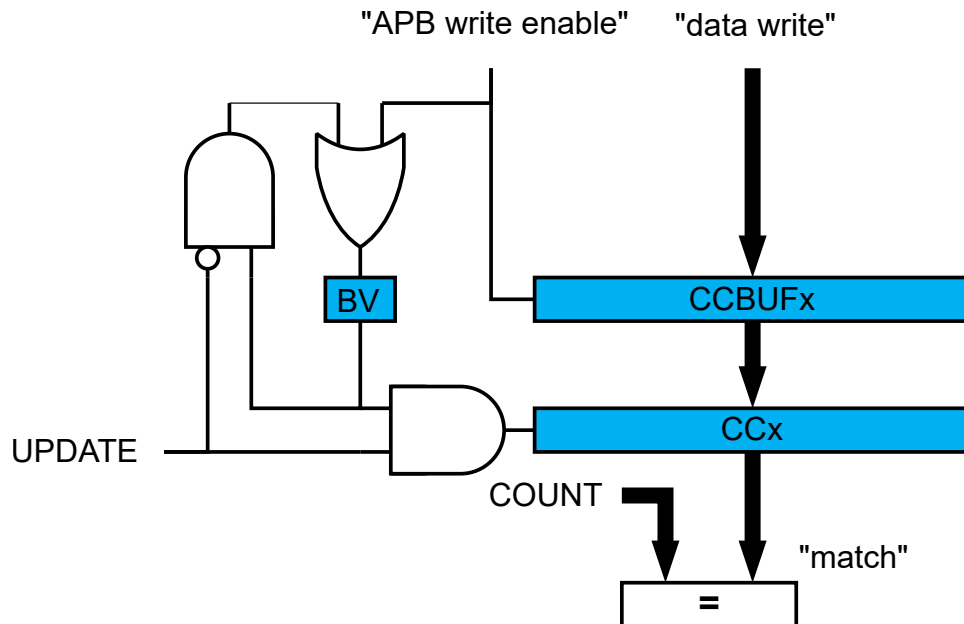 "APB write enable"
"data write"
BV
CCBUFx
CCx
UPDATE
COUNT
"match"
=